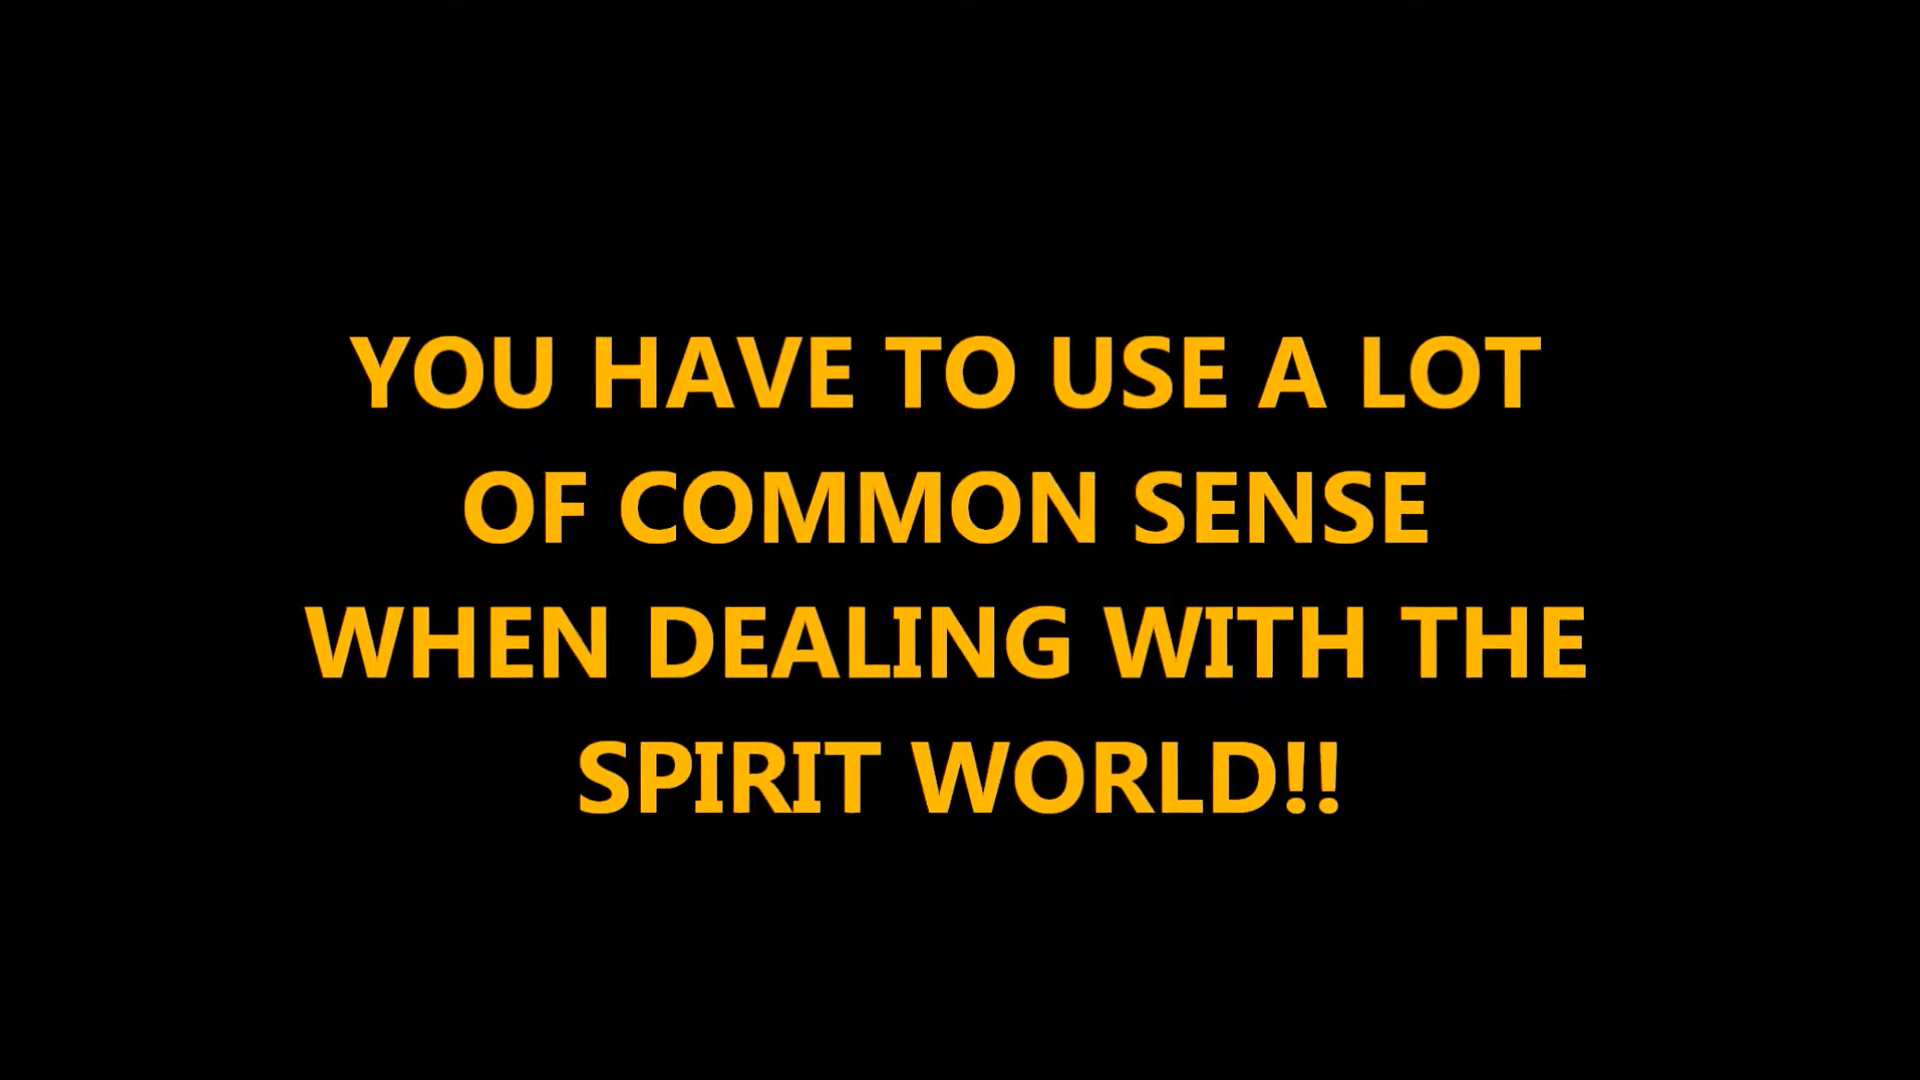 YOU HAVE TO USE A LOT
OF COMMON SENSE
WHEN DEALING WITH THE
SPIRIT WORLD!!